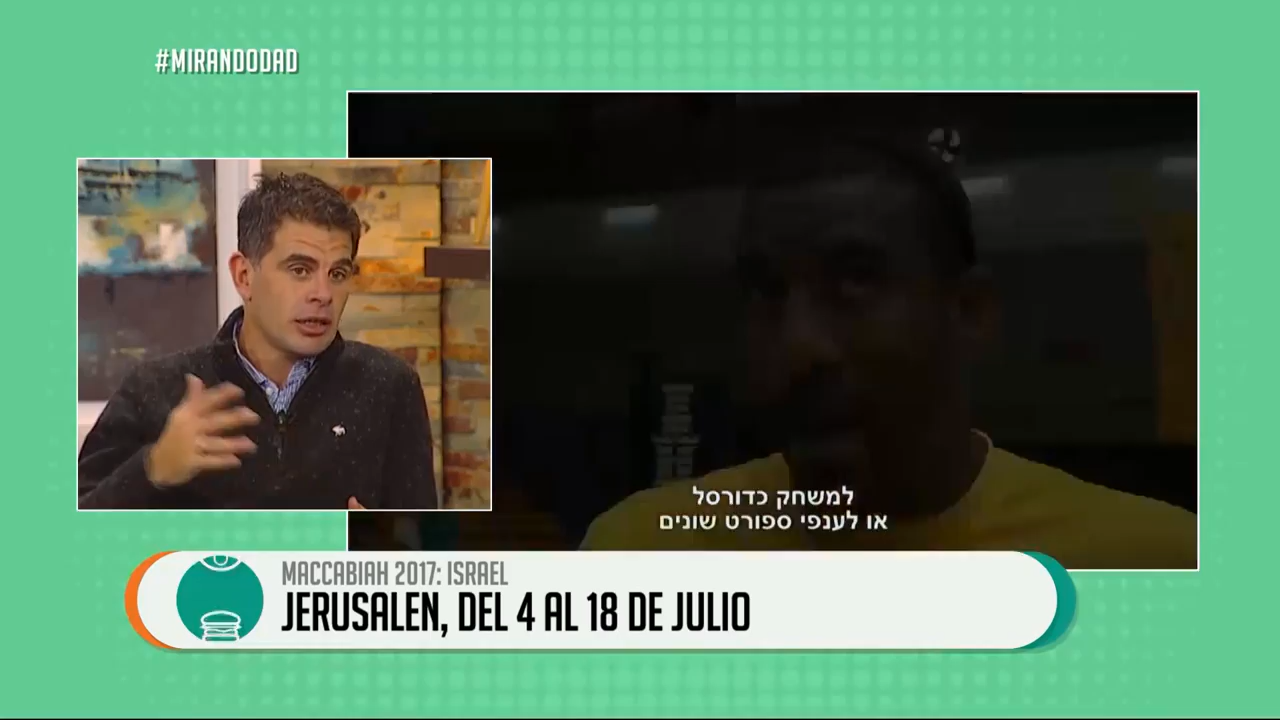 #MIRANDODAD
למשחק כדורסל
או לענפי ספורט שונים
MACCABIAH 2017: ISRAEL
JERUSALEN, DEL 4 AL 18 DE JULIO